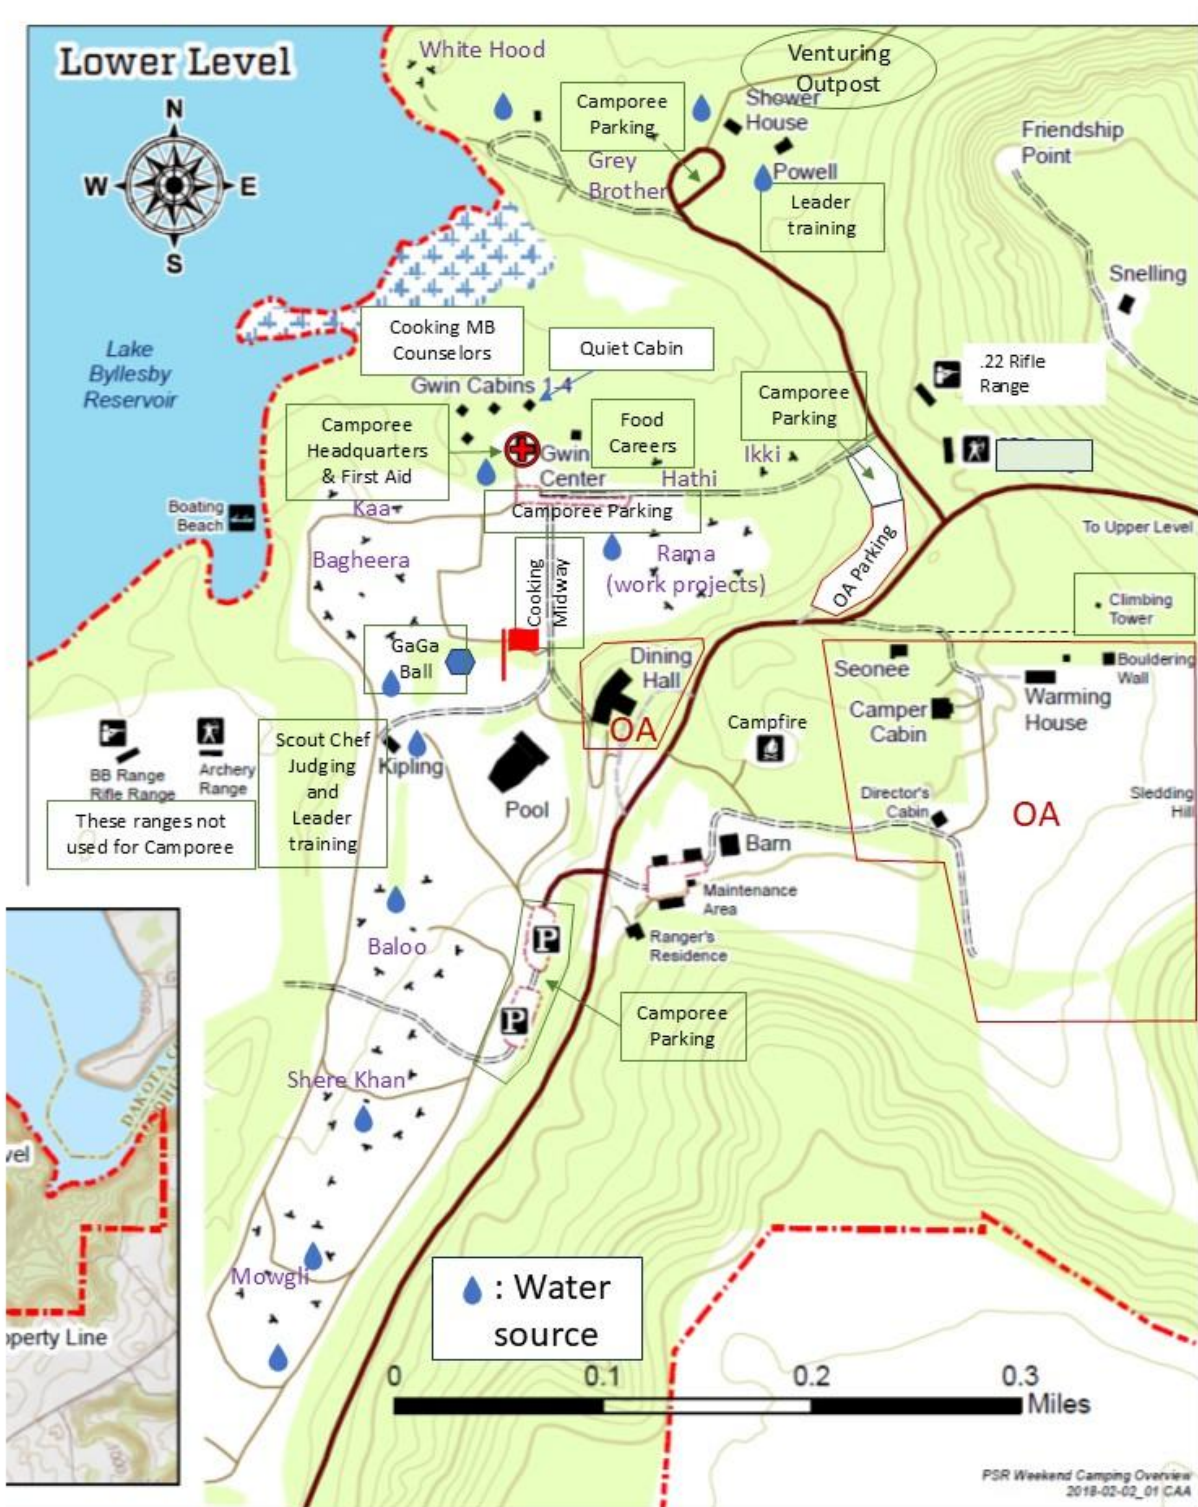 Lower Level
N
W
E
S
White Hood
Venturing
Outpost
Camporee
Parking
Shower
House
Grey
Brother
Powell
Leader
training
Friendship
Point
Snelling
Lake
Byllesby
Reservoir
Cooking MB
Counselors
Quiet Cabin
Gwin Cabins 1-4
.22 Rifle
Range
Camporee
Headquarters
& First Aid
Food
Careers
Camporee
Parking
Gwin
Center
Hathi
Ikki
Kaa
Camporee Parking
Boating
Beach
Bagheera
Rama
(work projects)
Cooking
Midway
OA Parking
To Upper Level
Climbing
Tower
GaGa
Ball
Dining
Hall
OA
Seonee
Bouldering
Wall
Warming
House
Camper
Cabin
Campfire
Scout Chef
Judging
and
Leader
training
Kipling
BB Range
Rifle Range
Archery
Range
These ranges not
used for Camporee
Pool
Director's
Cabin
OA
Sledding
Hill
Barn
Maintenance
Area
Ranger's
Residence
Baloo
P
P
Camporee
Parking
Shere Khan
Mowgli
DAKOTA
vel
operty Line
1000
: Water
source
0 0.1 0.2 0.3
Miles
PSR Weekend Camping Overview
2018-02-02_01 CAA